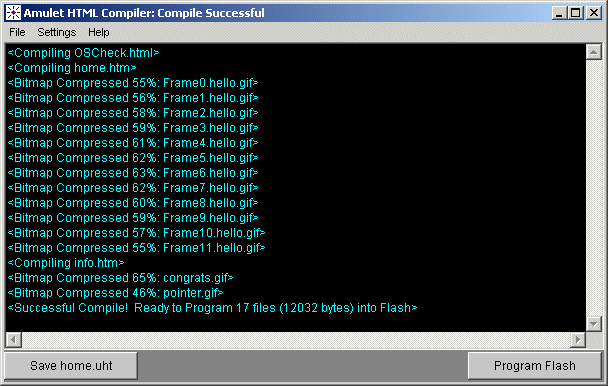 Amulet HTML Compiler: Compile Successful
File Settings Help
<Compiling OSCheck.html>
<Compiling home.htm>
<Bitmap Compressed 55%: Frame0.hello.gif>
<Bitmap Compressed 56%: Frame1.hello.gif>
<Bitmap Compressed 58%: Frame2.hello.gif>
<Bitmap Compressed 59%: Frame3.hello.gif>
<Bitmap Compressed 61%: Frame4.hello.gif>
<Bitmap Compressed 62%: Frame5.hello.gif>
<Bitmap Compressed 63%: Frame6.hello.gif>
<Bitmap Compressed 62%: Frame7.hello.gif>
<Bitmap Compressed 60%: Frame8.hello.gif>
<Bitmap Compressed 59%: Frame9.hello.gif>
<Bitmap Compressed 57%: Frame10.hello.gif>
<Bitmap Compressed 55%: Frame11.hello.gif>
<Compiling info.htm>
<Bitmap Compressed 65%: congrats.gif>
<Bitmap Compressed 46%: pointer.gif>
<Successful Compile!  Ready to Program 17 files (12032 bytes) into Flash>
Save home.uht
Program Flash